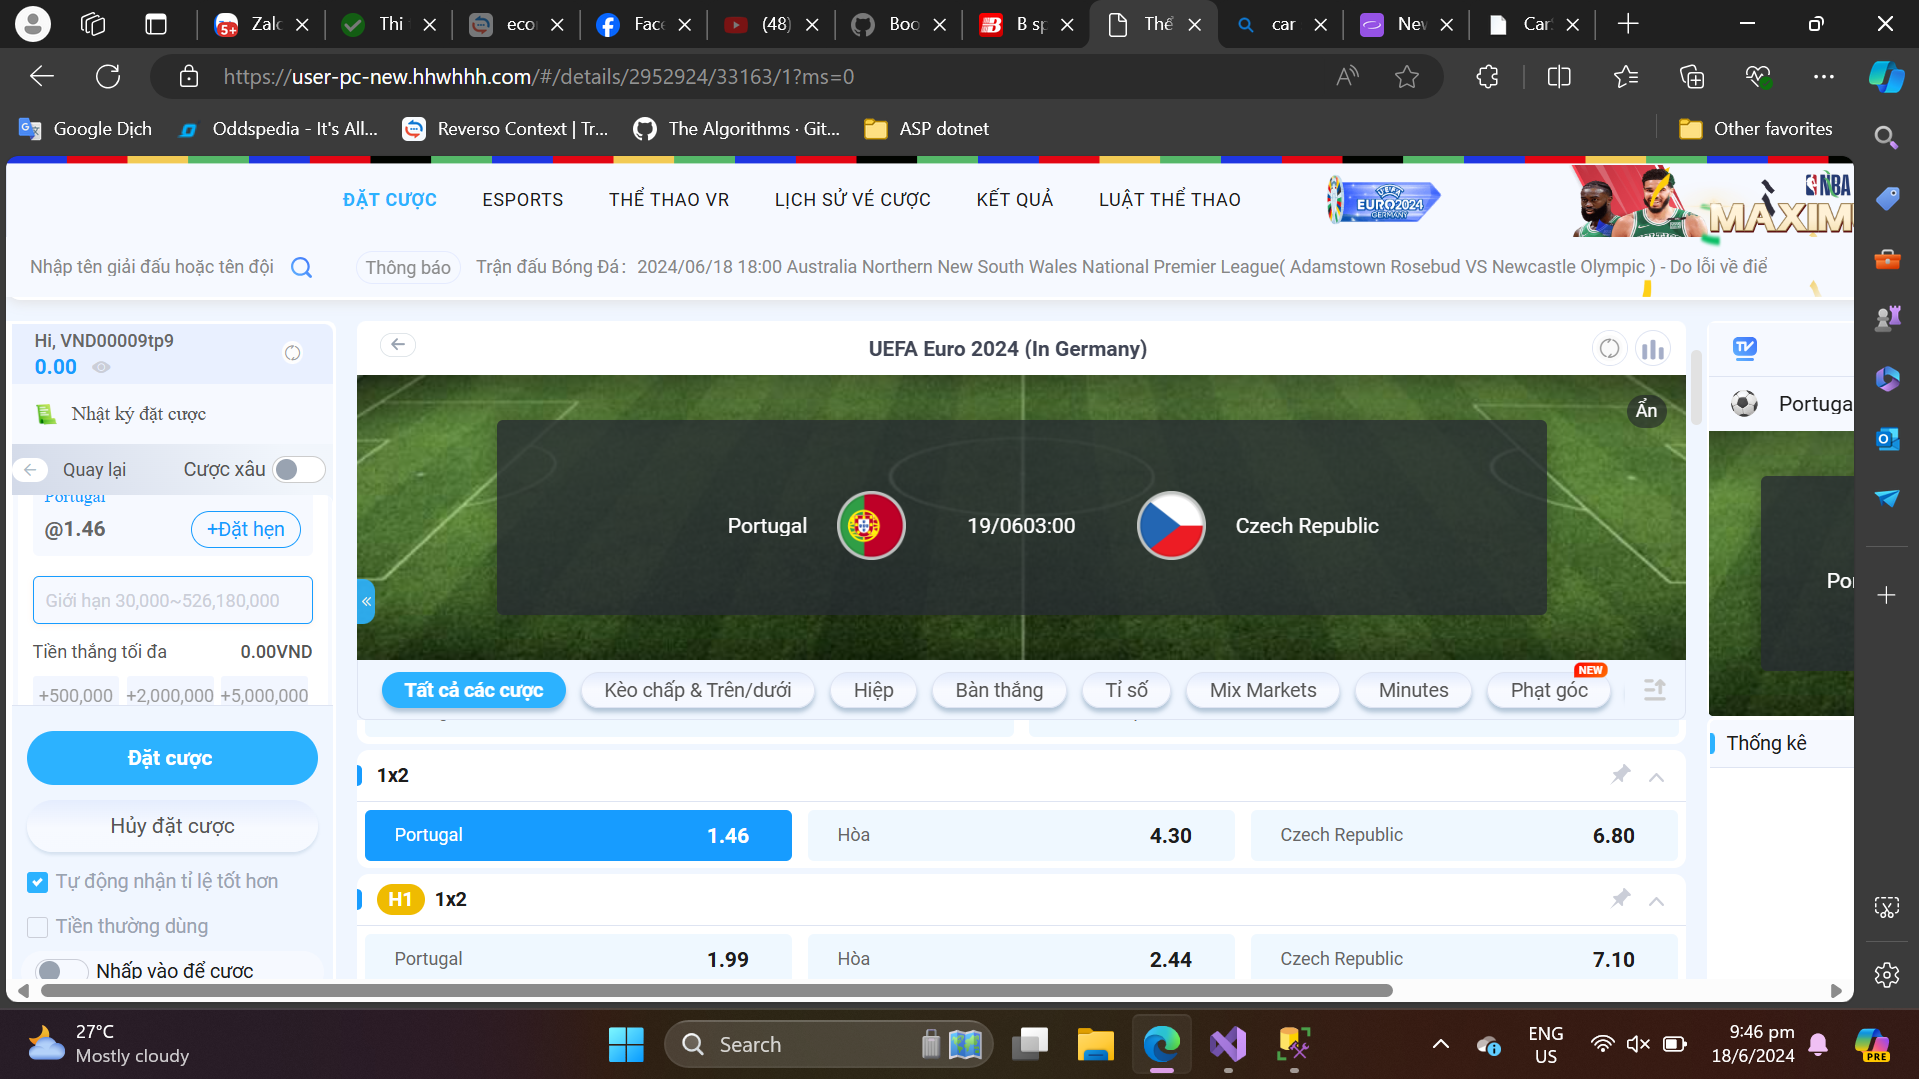 Zalo
Thi t
eco
Face
(48)
Boo
B sp
Thể
car
Nev
Car
https://user-pc-new.hhwhhh.com/#/details/2952924/33163/1?ms=0
Google Dịch
Oddspedia - It's All...
Reverso Context | Tr...
The Algorithms · Git...
ASP dotnet
Other favorites
ĐẶT CƯỢC
ESPORTS
THỂ THAO VR
LỊCH SỬ VÉ CƯỢC
KẾT QUẢ
LUẬT THỂ THAO
UEFA
EURO2024
GERMANY
NBA
MAXIM
Nhập tên giải đấu hoặc tên đội
Thông báo
Trận đấu Bóng Đá: 2024/06/18 18:00 Australia Northern New South Wales National Premier League( Adamstown Rosebud VS Newcastle Olympic ) - Do lỗi về điể
Hi, VND00009tp9
0.00
Nhật ký đặt cược
Quay lại
Cược xâu
Portugal
@1.46
+Đặt hẹn
Giới hạn 30,000~526,180,000
Tiền thắng tối đa
0.00VND
+500,000
+2,000,000
+5,000,000
Đặt cược
Hủy đặt cược
Tự động nhận tỉ lệ tốt hơn
Tiền thường dùng
Nhấp vào để cược
UEFA Euro 2024 (In Germany)
Ẩn
Portugal
19/0603:00
Czech Republic
Tất cả các cược
Kèo chấp & Trên/dưới
Hiệp
Bàn thắng
Tỉ số
Mix Markets
Minutes
Phạt góc
NEW
1x2
Portugal
1.46
Hòa
4.30
Czech Republic
6.80
H1
1x2
Portugal
1.99
Hòa
2.44
Czech Republic
7.10
TV
Portuga
Por
Thống kê
27°C
Mostly cloudy
Search
ENG
US
9:46 pm
18/6/2024
PRE